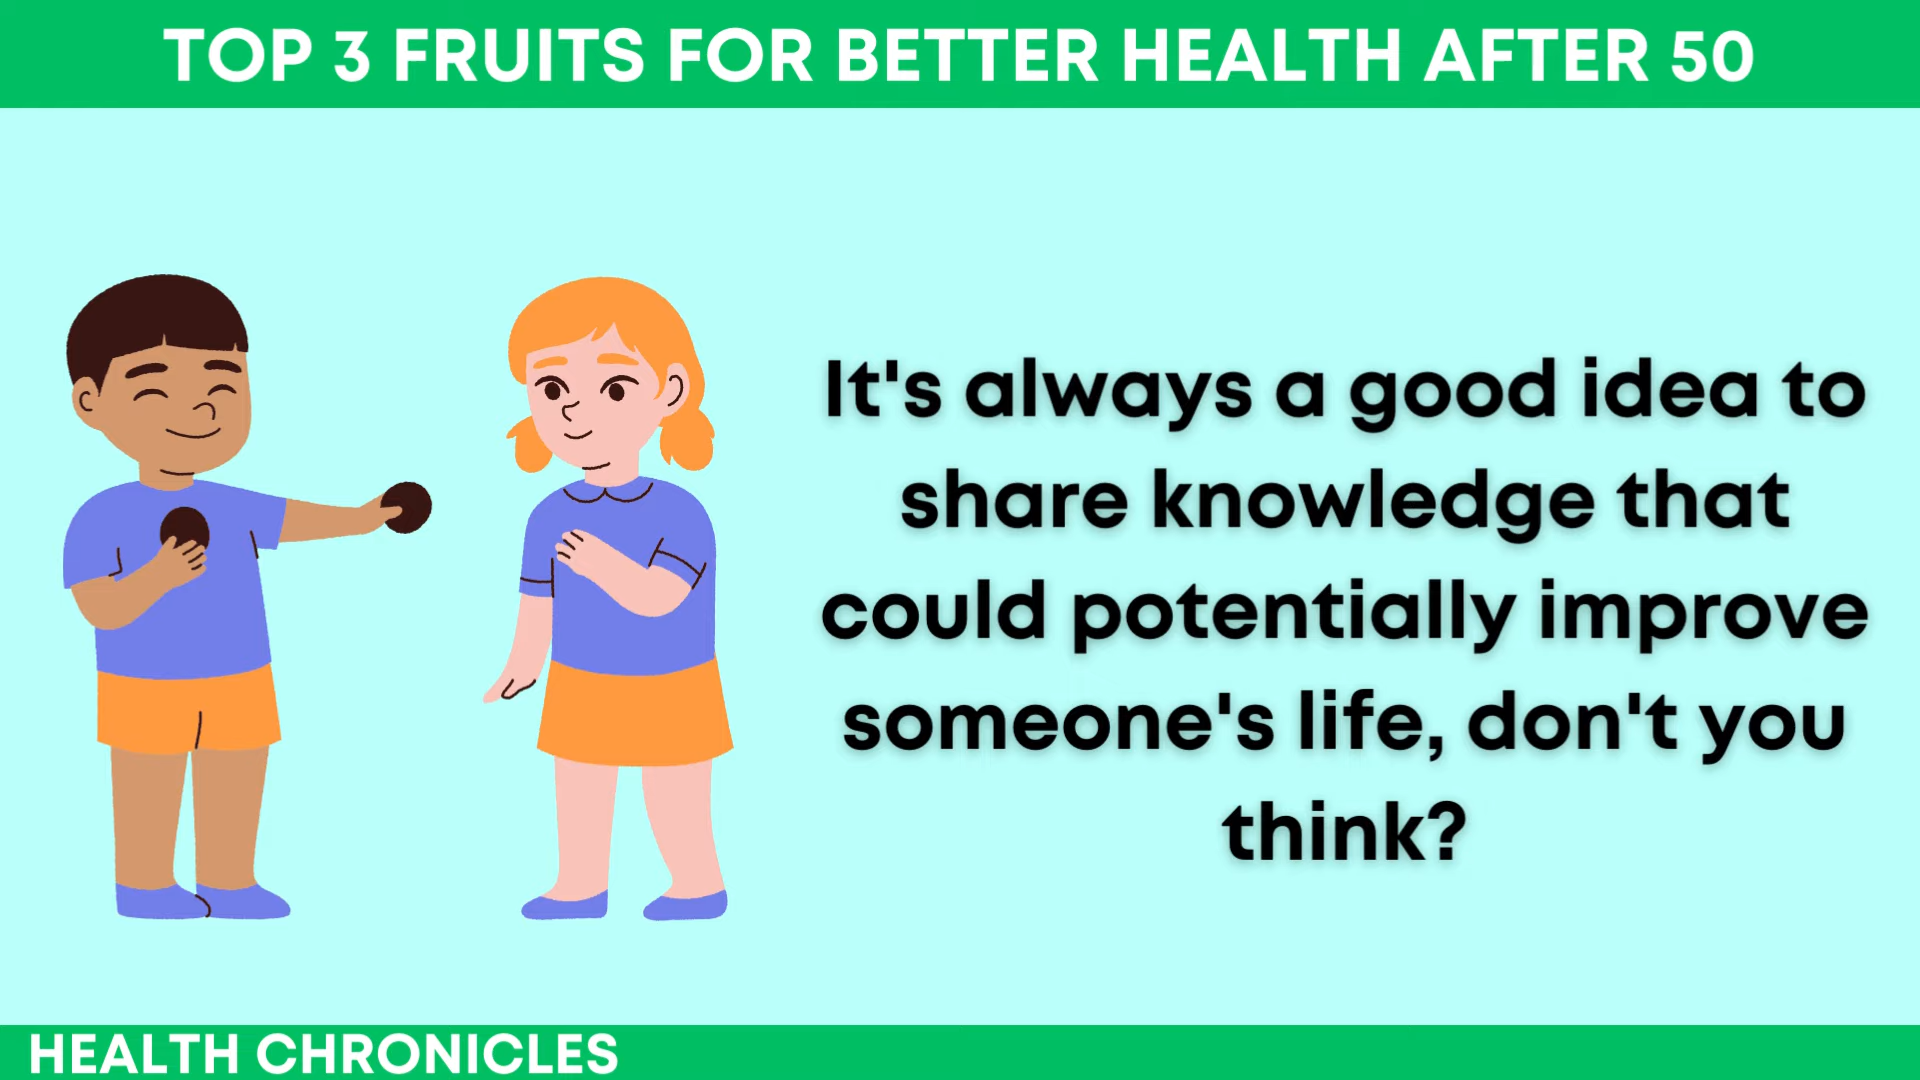 TOP 3 FRUITS FOR BETTER HEALTH AFTER 50
It's always a good idea to
share knowledge that
could potentially improve
someone's life, don't you
think?
HEALTH CHRONICLES